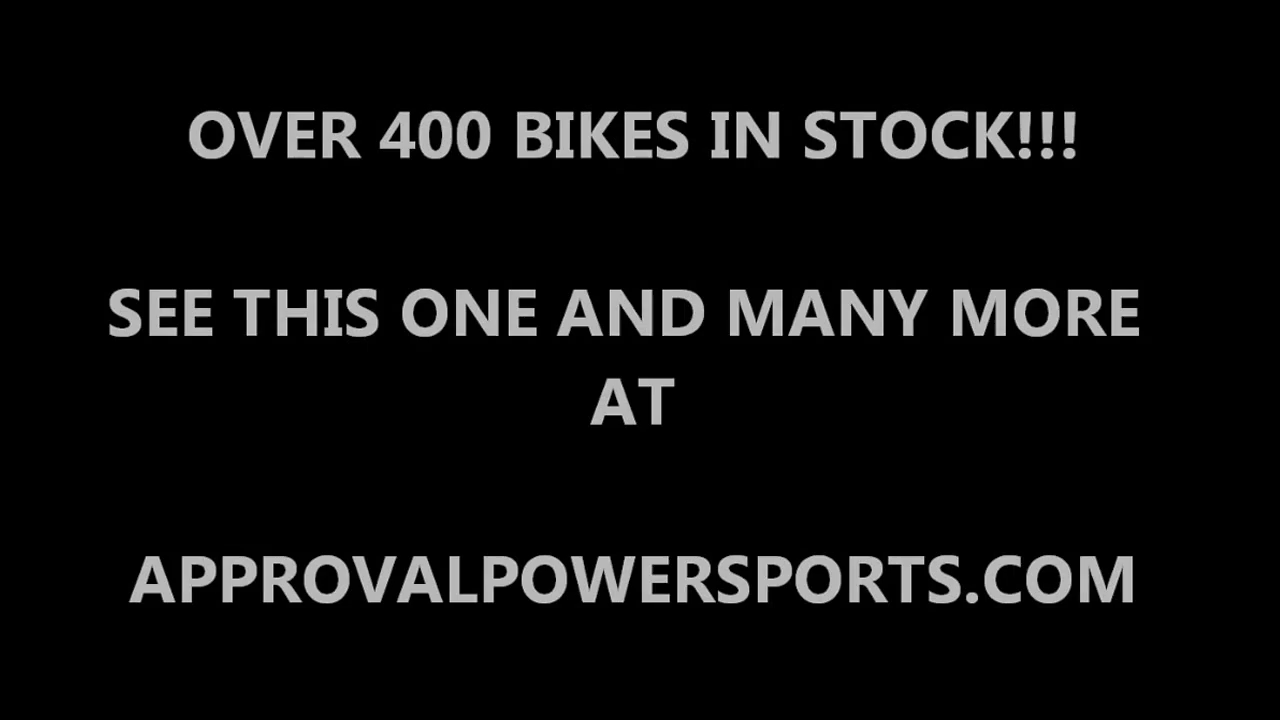 OVER 400 BIKES IN STOCK!!!
SEE THIS ONE AND MANY MORE
AT
APPROVALPOWERSPORTS.COM